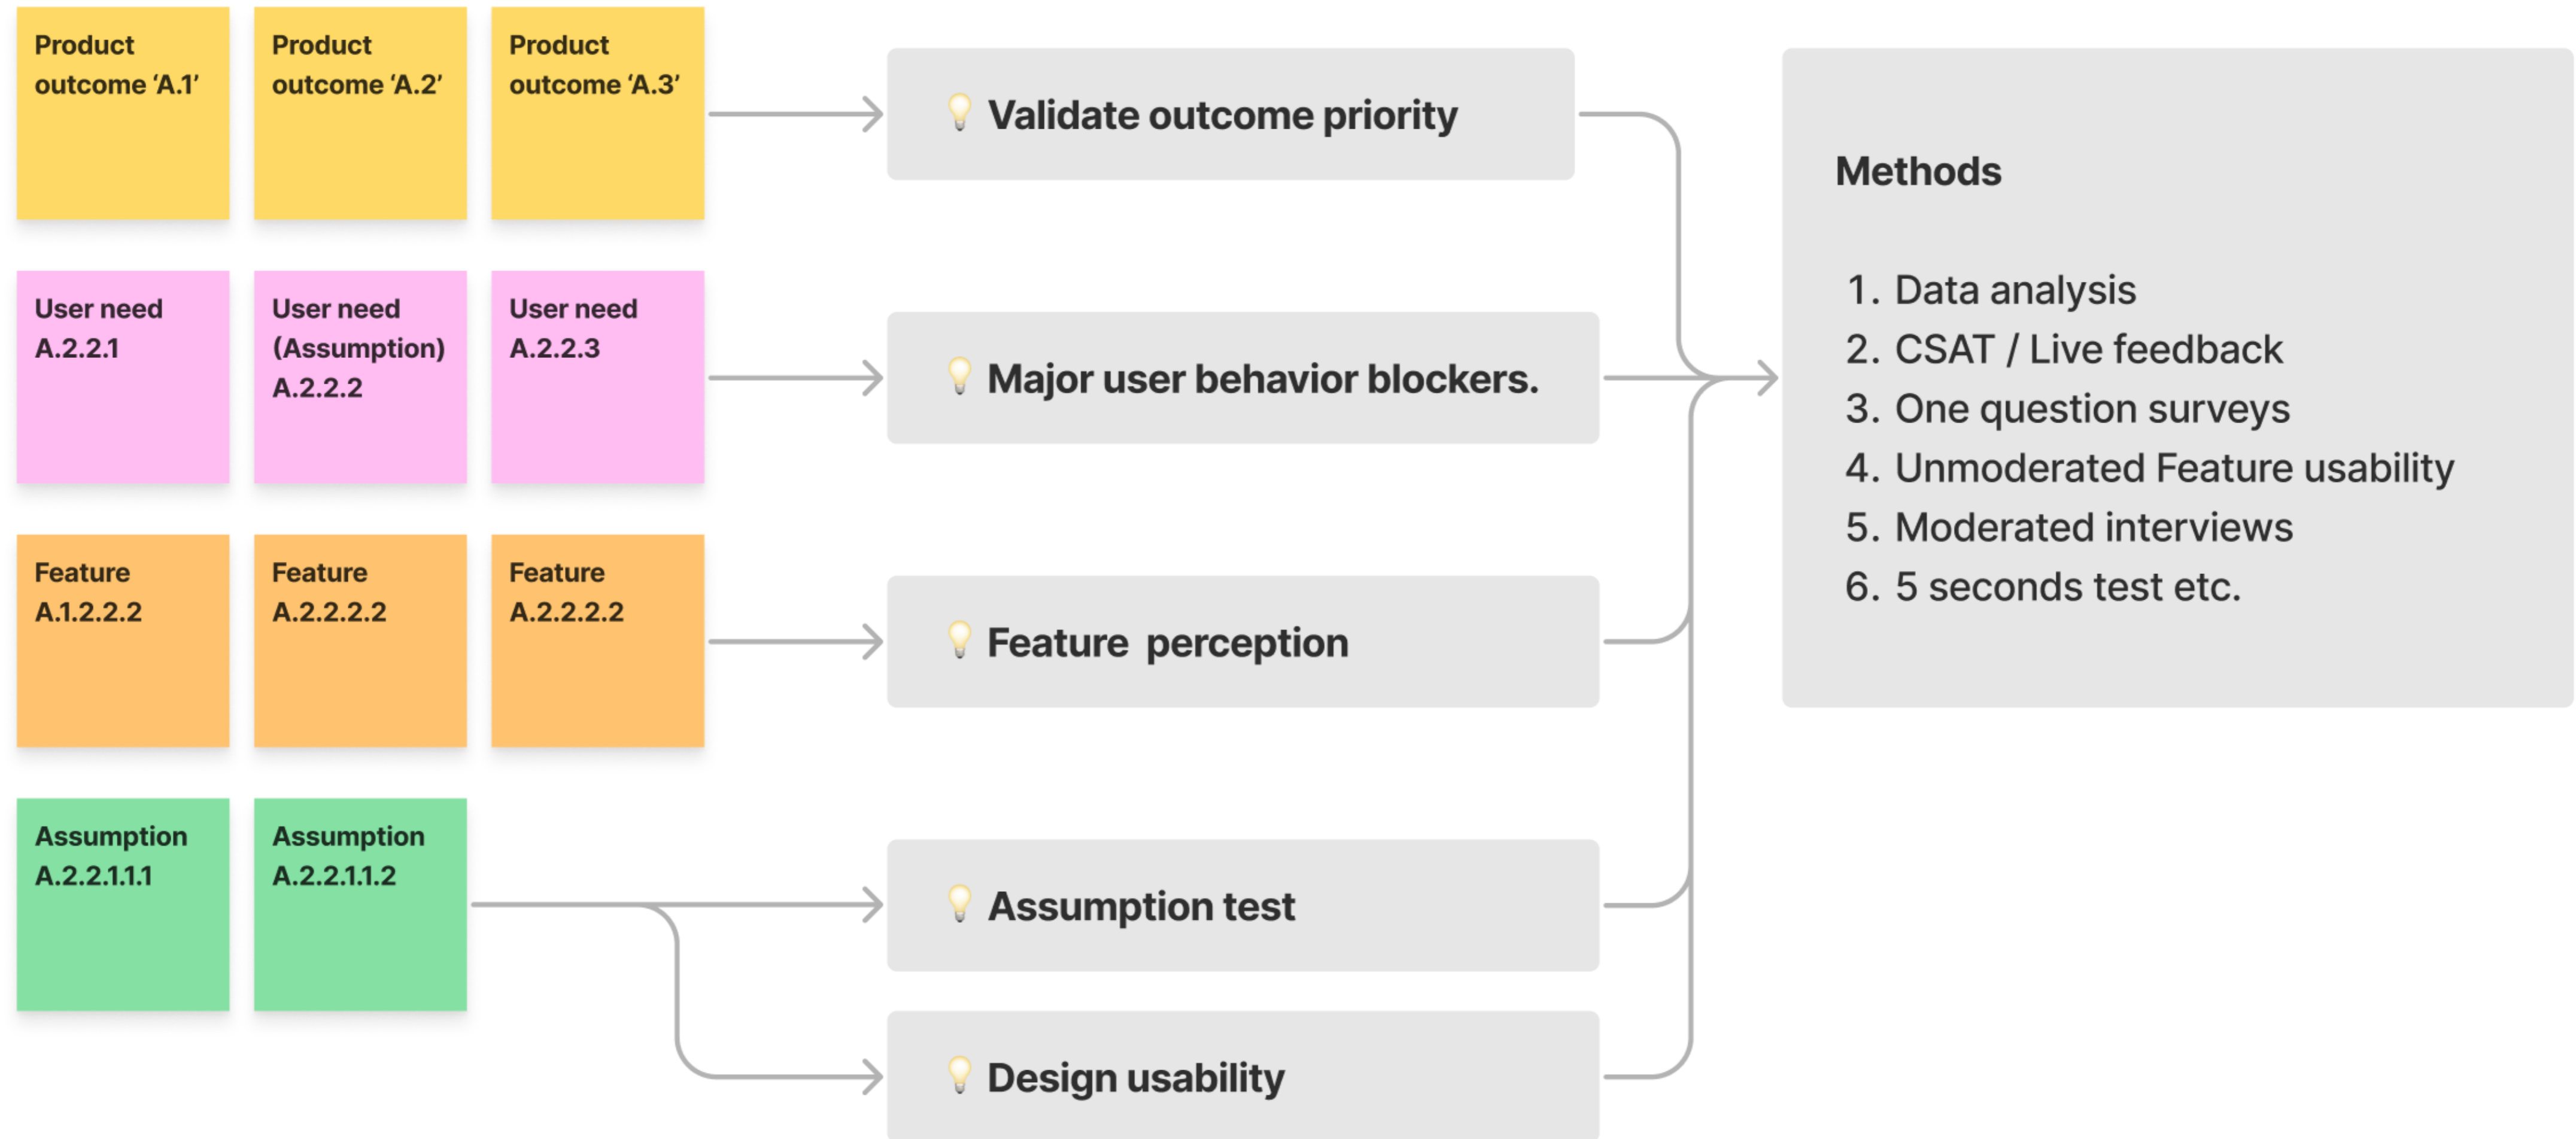 Product
outcome ‘A.1’
Product
outcome ‘A.2’
Product
outcome ‘A.3’
💡 Validate outcome priority
User need
A.2.2.1
User need
(Assumption)
A.2.2.2
User need
A.2.2.3
💡 Major user behavior blockers.
Feature
A.1.2.2.2
Feature
A.2.2.2.2
Feature
A.2.2.2.2
💡 Feature  perception
Assumption
A.2.2.1.1.1
Assumption
A.2.2.1.1.2
💡 Assumption test
💡 Design usability
Methods
1. Data analysis
2. CSAT / Live feedback
3. One question surveys
4. Unmoderated Feature usability
5. Moderated interviews
6. 5 seconds test etc.